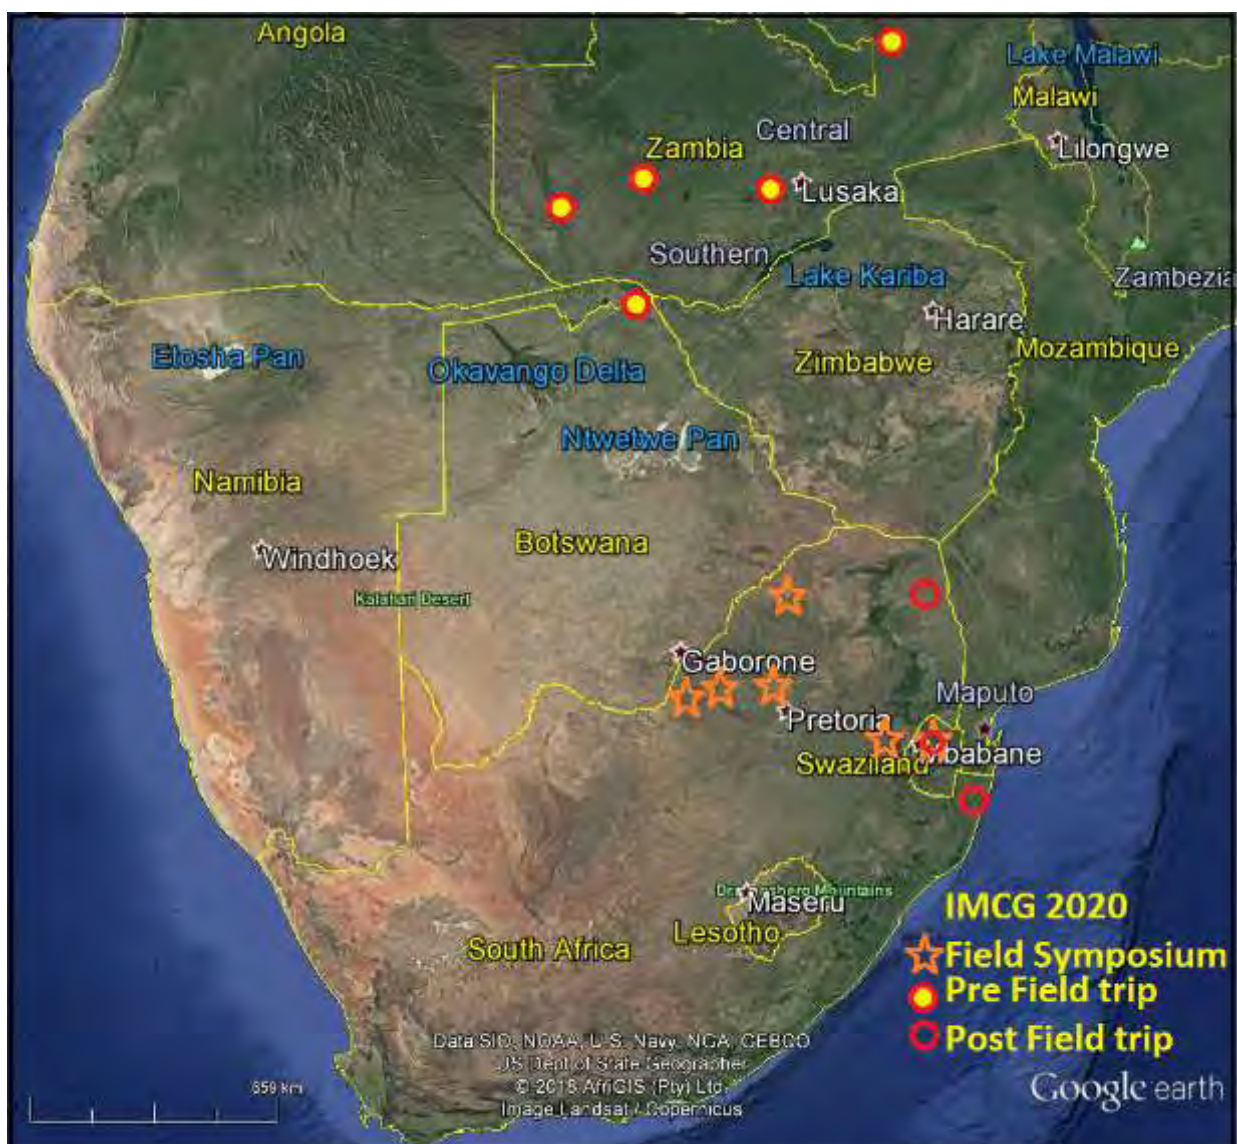 Angola
Lake Malawi
Malawi
Central
Zambia
Lilongwe
Lusaka
Southern
Lake Kariba
Zambezia
Harare
Etosha Pan
Okavango Delta
Zimbabwe
Mozambique
Ntwetwe Pan
Namibia
Botswana
Windhoek
Kalahari Desert
Gaborone
Maputo
Pretoria
Mbabane
Swaziland
Drakensberg Mountains
Maseru
Lesotho
South Africa
IMCG 2020
Field Symposium
Pre Field trip
Post Field trip
Data SIO, NOAA, U.S. Navy, NGA, GEBCO
US Dept of State Geographer
© 2018 AfriGIS (Pty) Ltd.
Image Landsat / Copernicus
659 km
Google earth